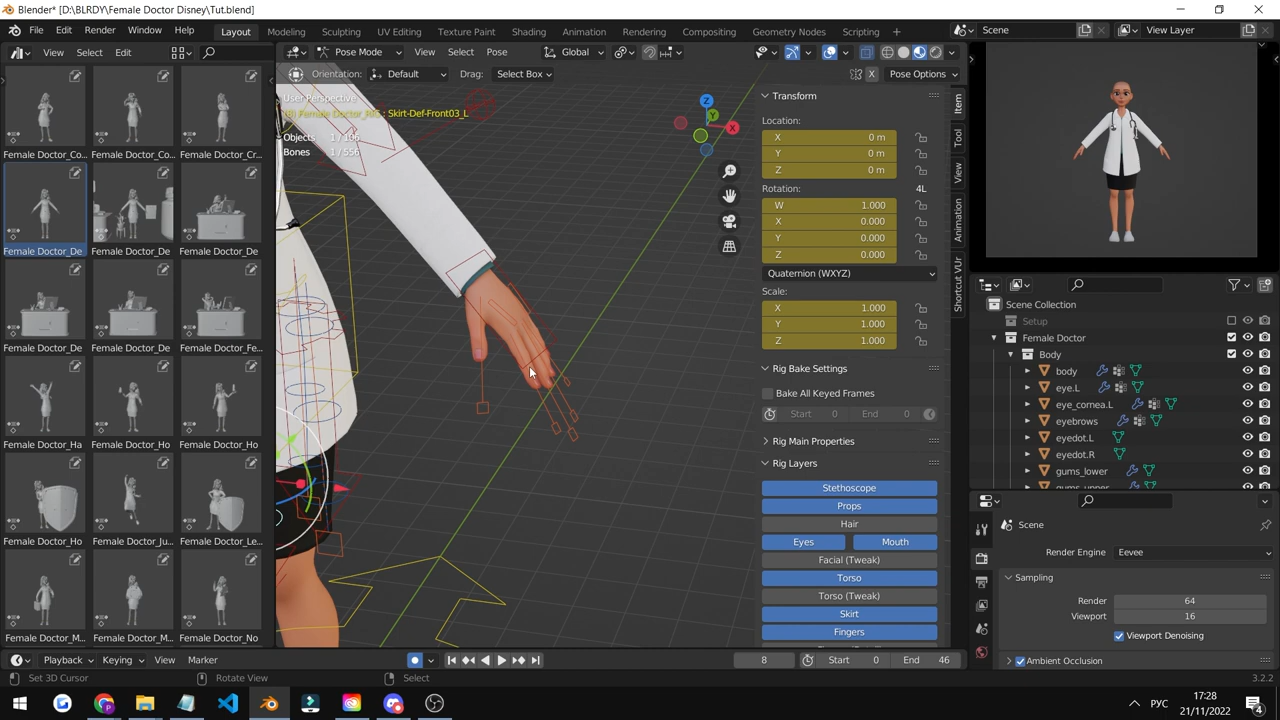 Blender* [D:\BLRDY\Female Doctor Disney\Tut.blend]
File Edit Render Window Help Layout Modeling Sculpting UV Editing Texture Paint Shading Animation Rendering Compositing Geometry Nodes Scripting Scene View Layer
View Select Edit Pose Mode View Select Pose Global
Orientation: Default Drag: Select Box X Pose Options
User Perspective
Female Doctor_RIG : Skirt-Def-Front03_L
Objects 1 / 106
Bones 1 / 556
Female Doctor_Co... Female Doctor_Co... Female Doctor_Cr...
Female Doctor_De Female Doctor_De Female Doctor_De
Female Doctor_De Female Doctor_De Female Doctor_Fe...
Female Doctor_Ha Female Doctor_Ho Female Doctor_Ho
Female Doctor_Ho Female Doctor_Ju... Female Doctor_Le...
Female Doctor_M... Female Doctor_M... Female Doctor_No
Z
Y
X
Transform
Location:
X 0 m
Y 0 m
Z 0 m
Rotation: 4L
W 1.000
X 0.000
Y 0.000
Z 0.000
Quaternion (WXYZ)
Scale:
X 1.000
Y 1.000
Z 1.000
Rig Bake Settings
Bake All Keyed Frames
Start 0 End 0
Rig Main Properties
Rig Layers
Stethoscope
Props
Hair
Eyes Mouth
Facial (Tweak)
Torso
Torso (Tweak)
Skirt
Fingers
Item
Tool
View
Animation
Shortcut VUr
Scene Collection
Setup
Female Doctor
Body
body
eye.L
eye_cornea.L
eyebrows
eyedot.L
eyedot.R
gums_lower
gums_upper
Scene
Render Engine Eevee
Sampling
Render 64
Viewport 16
Viewport Denoising
Ambient Occlusion
Playback Keying View Marker 8 Start 0 End 46
Set 3D Cursor Rotate View Select 3.2.2
РУС 17:28
21/11/2022
4